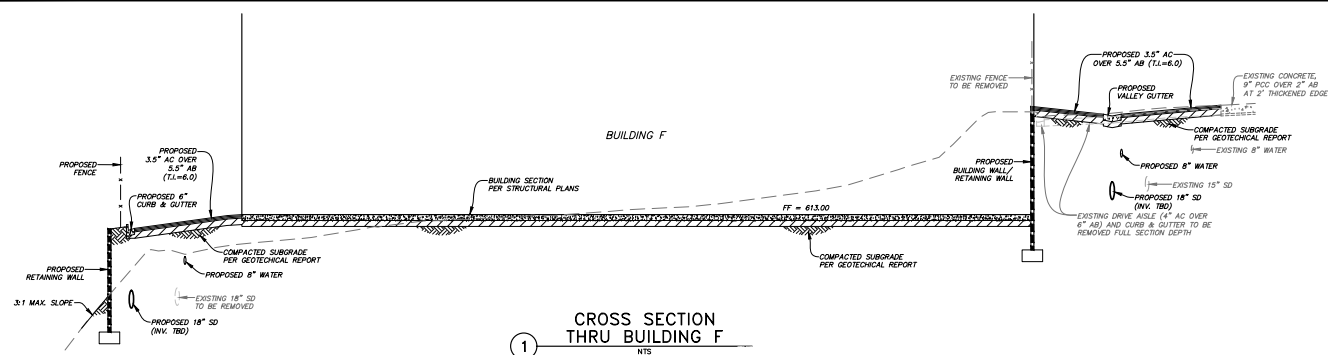 PROPOSED 3.5" AC
OVER 5.5" AB (T.I.=6.0)
EXISTING FENCE
TO BE REMOVED
PROPOSED
VALLEY GUTTER
EXISTING CONCRETE,
9" PCC OVER 2" AB
AT 2' THICKENED EDGE
BUILDING F
COMPACTED SUBGRADE
PER GEOTECHICAL REPORT
EXISTING 8" WATER
PROPOSED 8" WATER
PROPOSED
BUILDING WALL/
RETAINING WALL
EXISTING 15" SD
PROPOSED 18" SD
(INV. TBD)
EXISTING DRIVE AISLE (4" AC OVER
6" AB) AND CURB & GUTTER TO BE
REMOVED FULL SECTION DEPTH
PROPOSED
3.5" AC OVER
5.5" AB
(T.I.=6.0)
PROPOSED
FENCE
PROPOSED 6"
CURB & GUTTER
BUILDING SECTION
PER STRUCTURAL PLANS
FF = 613.00
COMPACTED SUBGRADE
PER GEOTECHICAL REPORT
COMPACTED SUBGRADE
PER GEOTECHICAL REPORT
PROPOSED
RETAINING WALL
PROPOSED 8" WATER
3:1 MAX. SLOPE
EXISTING 18" SD
TO BE REMOVED
PROPOSED 18" SD
(INV. TBD)
1
CROSS SECTION
THRU BUILDING F
NTS